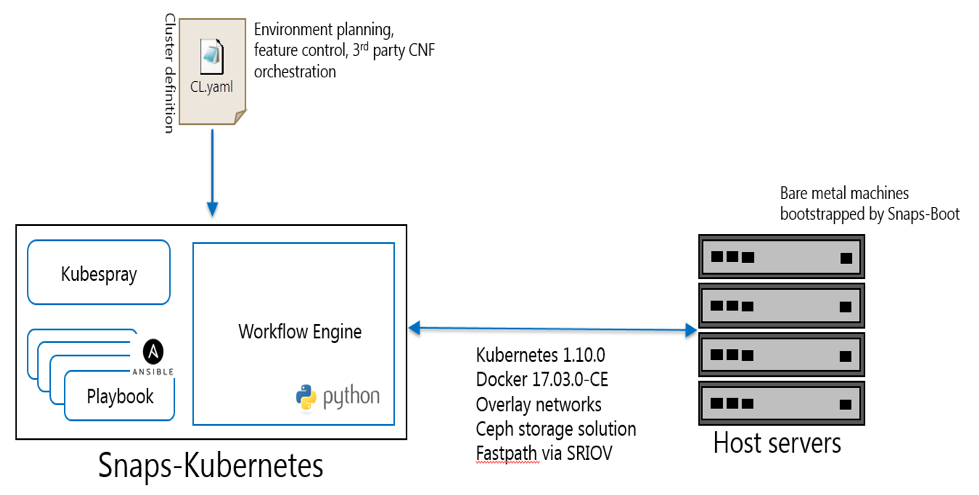 Cluster definition
CL.yaml
Environment planning,
feature control, 3rd party CNF
orchestration
Bare metal machines
bootstrapped by Snaps-Boot
Kubespray
ANSIBLE
Playbook
Workflow Engine
python
Kubernetes 1.10.0
Docker 17.03.0-CE
Overlay networks
Ceph storage solution
Fastpath via SRIOV
Host servers
Snaps-Kubernetes